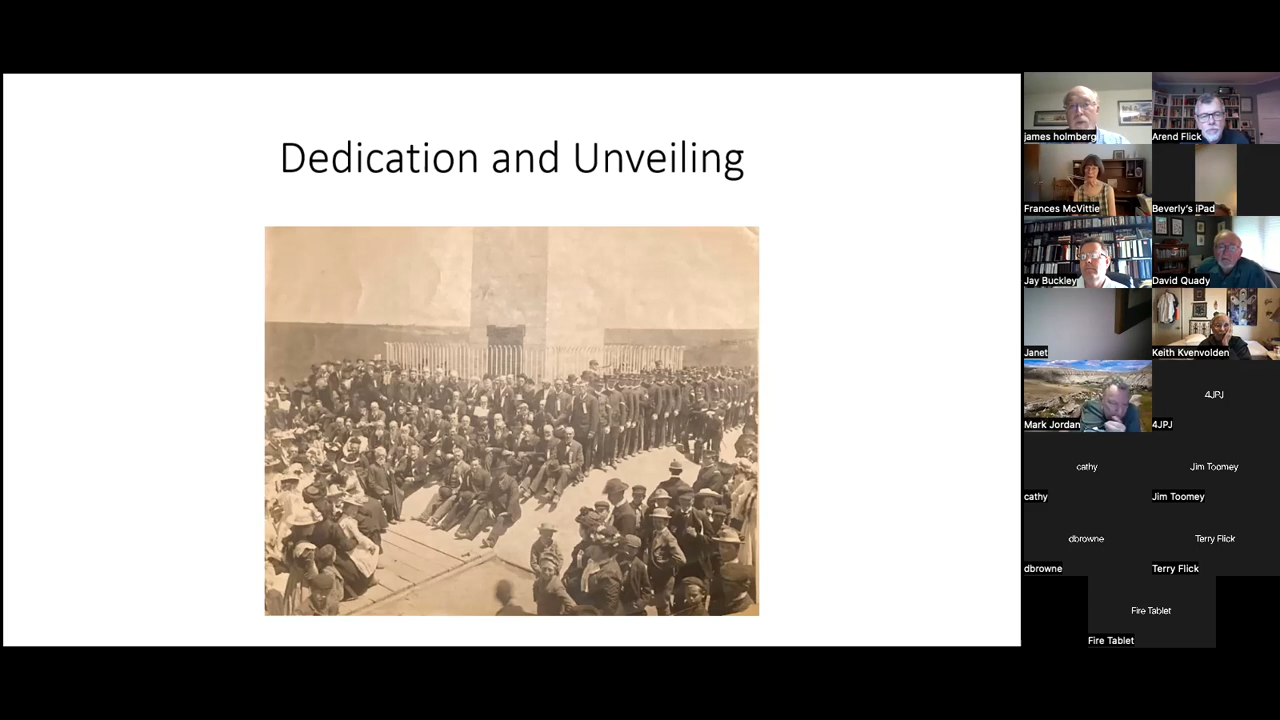 Dedication and Unveiling
james holmberg
Arend Flick
Frances McVittie
Beverly's iPad
Jay Buckley
David Quady
Janet
Keith Kvenvolden
Mark Jordan
4JPJ
4JPJ
cathy
Jim Toomey
cathy
Jim Toomey
dbrowne
Terry Flick
dbrowne
Terry Flick
Fire Tablet
Fire Tablet